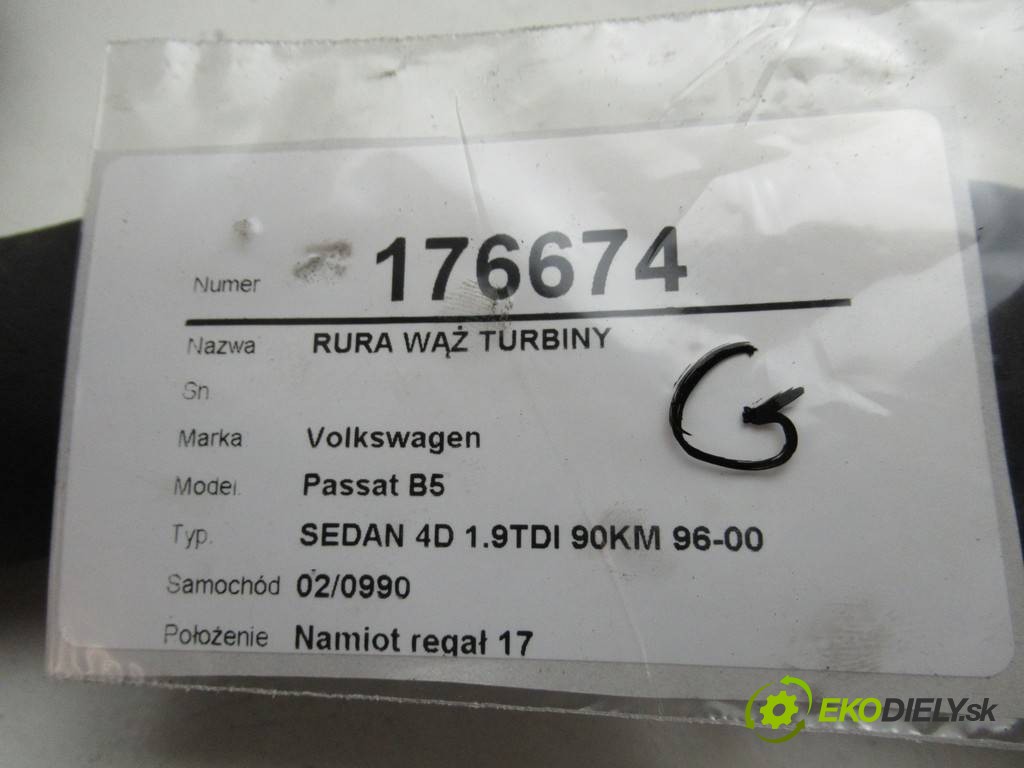 Numer 176674
Nazwa RURA WĄŻ TURBINY
Sn
Marka Volkswagen
Model. Passat B5
Typ. SEDAN 4D 1.9TDI 90KM 96-00
Samochód 02/0990
Położenie Namiot regał 17
G
EKODIELY.sk